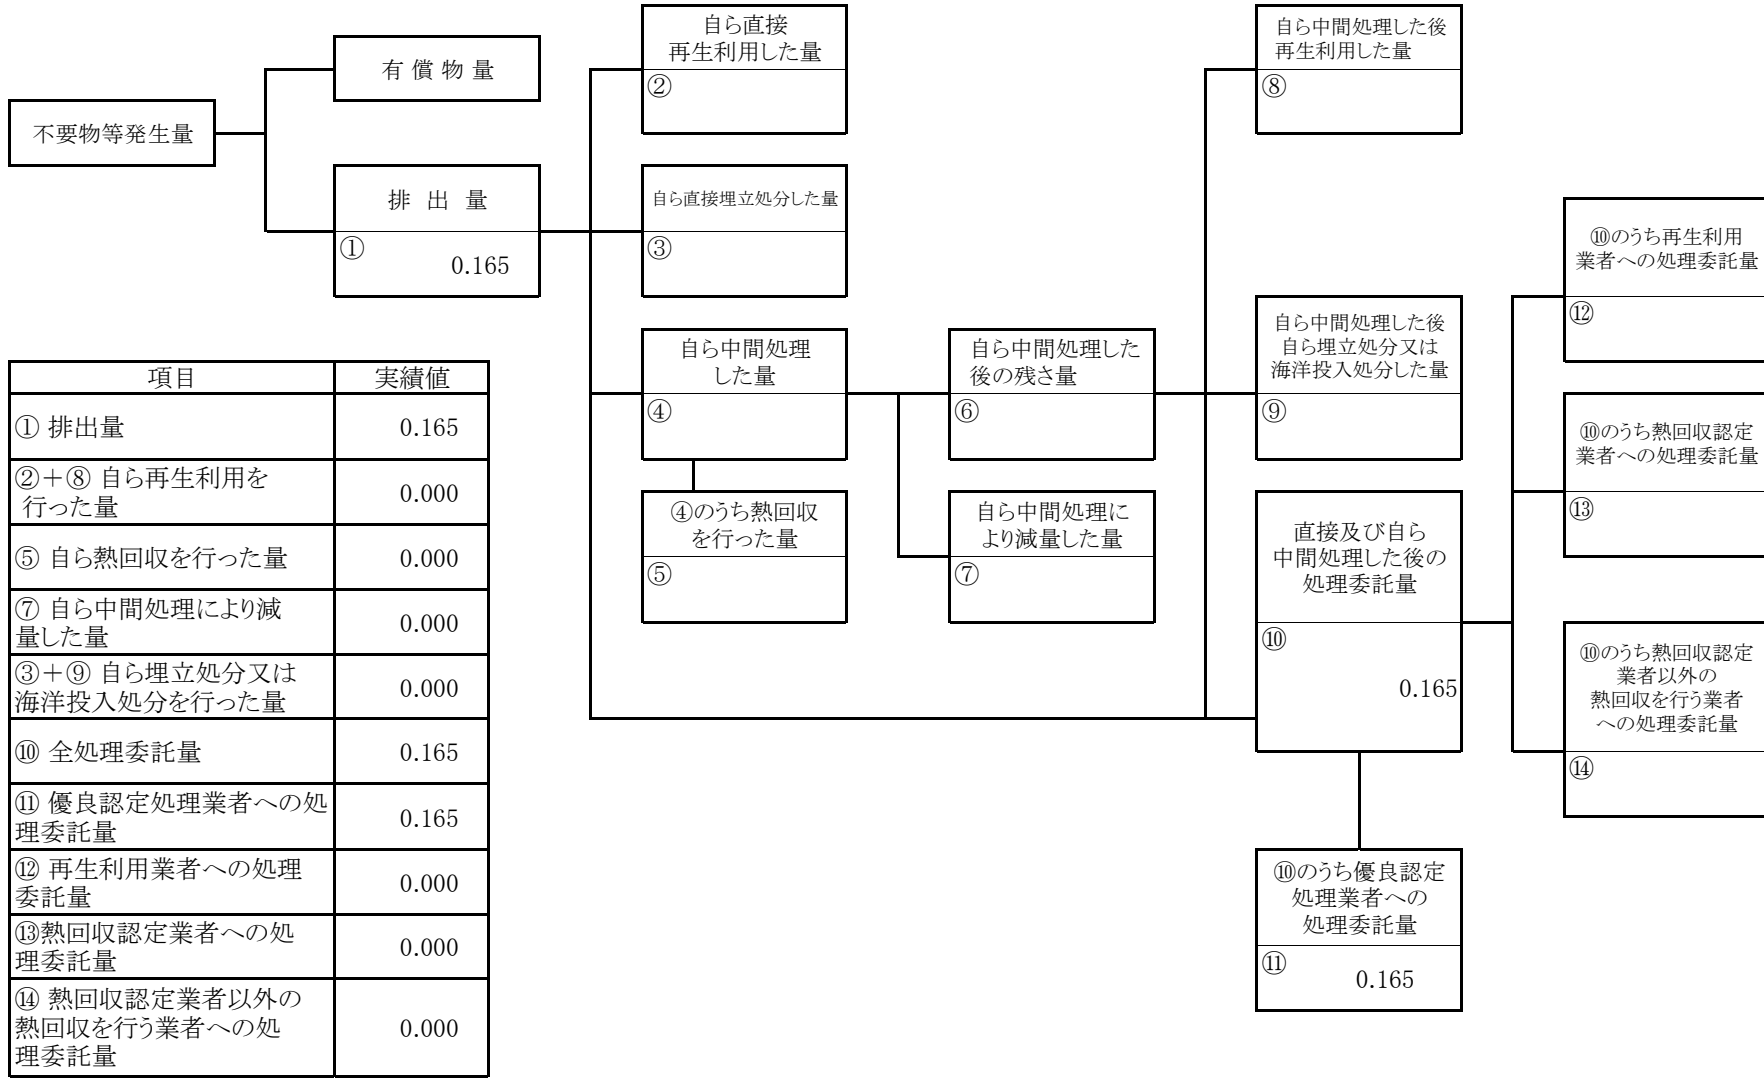 不要物等発生量
有償物量
排出量
①
0.165
自ら直接
再生利用した量
②
自ら直接埋立処分した量
③
自ら中間処理
した量
④
④のうち熱回収
を行った量
⑤
自ら中間処理した
後の残さ量
⑥
自ら中間処理に
より減量した量
⑦
自ら中間処理した後
再生利用した量
⑧
自ら中間処理した後
自ら埋立処分又は
海洋投入処分した量
⑨
直接及び自ら
中間処理した後の
処理委託量
⑩
0.165
⑩のうち優良認定
処理業者への
処理委託量
⑪
0.165
⑩のうち再生利用
業者への処理委託量
⑫
⑩のうち熱回収認定
業者への処理委託量
⑬
⑩のうち熱回収認定
業者以外の
熱回収を行う業者
への処理委託量
⑭
項目 実績値
① 排出量 0.165
②+⑧ 自ら再生利用を
行った量 0.000
⑤ 自ら熱回収を行った量 0.000
⑦ 自ら中間処理により減
量した量 0.000
③+⑨ 自ら埋立処分又は
海洋投入処分を行った量 0.000
⑩ 全処理委託量 0.165
⑪ 優良認定処理業者への処
理委託量 0.165
⑫ 再生利用業者への処理
委託量 0.000
⑬熱回収認定業者への処
理委託量 0.000
⑭ 熱回収認定業者以外の
熱回収を行う業者への処
理委託量 0.000